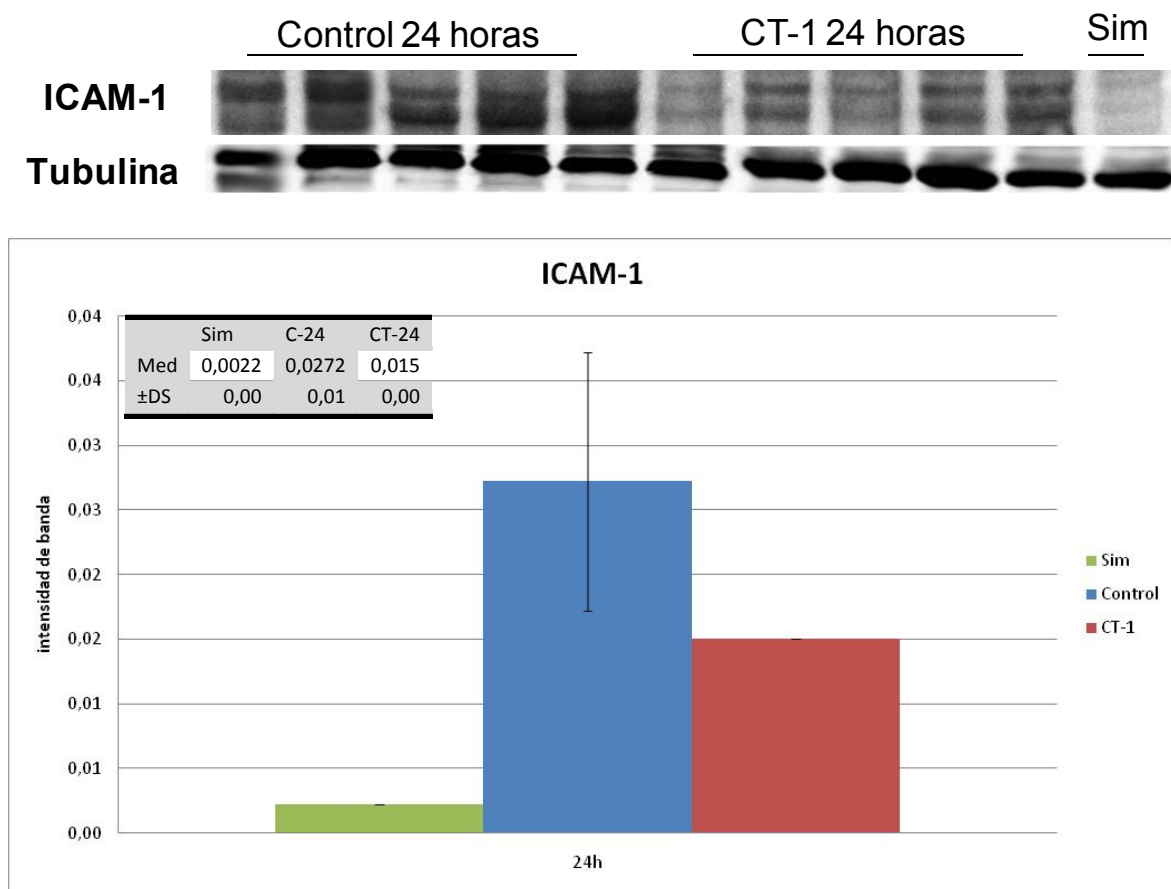 Control 24 horas CT-1 24 horas Sim
ICAM-1
Tubulina
ICAM-1
0,04
0,04
0,03
0,03
0,02
0,02
0,01
0,01
0,00
Sim C-24 CT-24
Med 0,0022 0,0272 0,015
±DS 0,00 0,01 0,00
intensidad de banda
Sim
Control
CT-1
24h